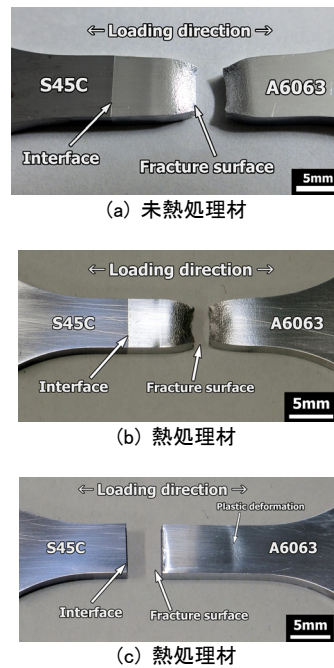 ← Loading direction →
S45C
A6063
Interface
Fracture surface
5mm
(a) 未熱処理材
← Loading direction →
S45C
A6063
Interface
Fracture surface
5mm
(b) 熱処理材
← Loading direction →
Plastic deformation
S45C
A6063
Interface
Fracture surface
5mm
(c) 熱処理材